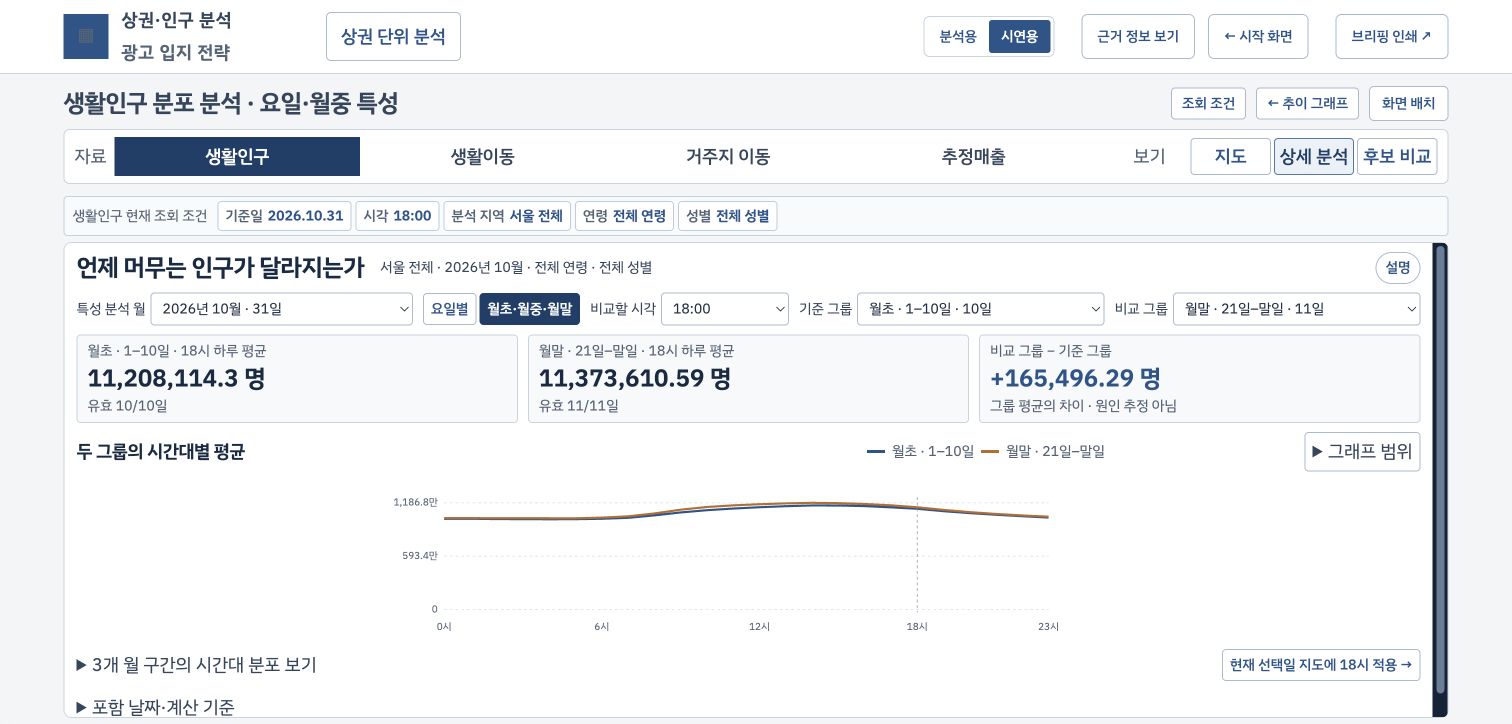 상권·인구 분석
광고 입지 전략
상권 단위 분석
분석용 시연용
근거 정보 보기
← 시작 화면
브리핑 인쇄 ↗
생활인구 분포 분석 · 요일·월중 특성
조회 조건
← 추이 그래프
화면 배치
자료 생활인구 생활이동 거주지 이동 추정매출 보기 지도 상세 분석 후보 비교
생활인구 현재 조회 조건 기준일 2026.10.31 시각 18:00 분석 지역 서울 전체 연령 전체 연령 성별 전체 성별
언제 머무는 인구가 달라지는가 서울 전체 · 2026년 10월 · 전체 연령 · 전체 성별 설명
특성 분석 월 2026년 10월 · 31일 요일별 월초·월중·월말 비교할 시각 18:00 기준 그룹 월초 · 1–10일 · 10일 비교 그룹 월말 · 21일–말일 · 11일
월초 · 1–10일 · 18시 하루 평균
11,208,114.3 명
유효 10/10일
월말 · 21일–말일 · 18시 하루 평균
11,373,610.59 명
유효 11/11일
비교 그룹 − 기준 그룹
+165,496.29 명
그룹 평균의 차이 · 원인 추정 아님
두 그룹의 시간대별 평균 월초 · 1–10일 월말 · 21일–말일 ▶ 그래프 범위
1,186.8만
593.4만
0
0시 6시 12시 18시 23시
▶ 3개 월 구간의 시간대 분포 보기 현재 선택일 지도에 18시 적용 →
▶ 포함 날짜·계산 기준